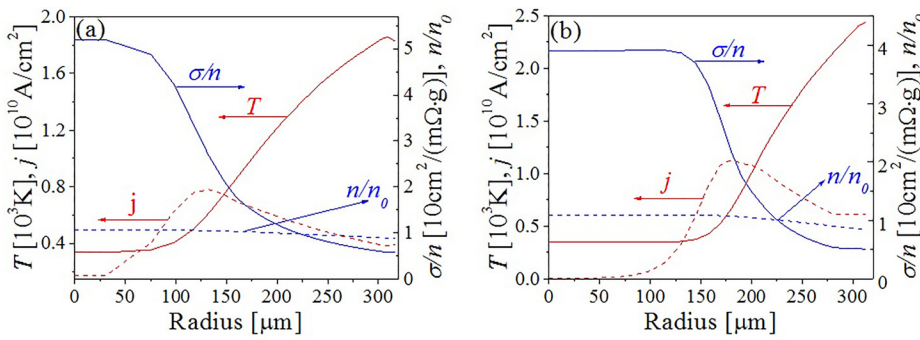 (a)
T [10³K], j [10¹⁰ A/cm²]
2.0
1.6
1.2
0.8
0.4
σ/n
T
j
n/n₀
5
4
3
2
1
0
σ/n [10cm²/(mΩ·g)], n/n₀
0 50 100 150 200 250 300
Radius [μm]
(b)
T [10³K], j [10¹⁰ A/cm²]
2.5
2.0
1.5
1.0
0.5
0.0
σ/n
T
j
n/n₀
4
3
2
1
0
σ/n [10cm²/(mΩ·g)], n/n₀
0 50 100 150 200 250 300
Radius [μm]